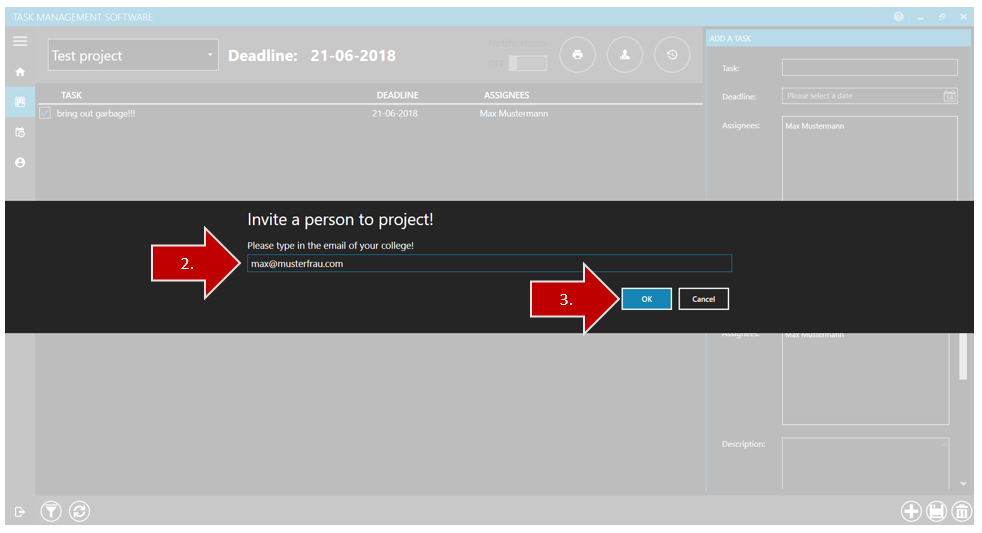 TASK MANAGEMENT SOFTWARE
Test project
Deadline: 21-06-2018
TASK DEADLINE ASSIGNEES
bring out garbage!!! 21-06-2018 Max Mustermann
ADD A TASK
Task:
Deadline: Please select a date 14
Assignees: Max Mustermann
Invite a person to project!
Please type in the email of your college!
2. max@musterfrau.com
3. OK Cancel
Assignees: Max Mustermann
Description: